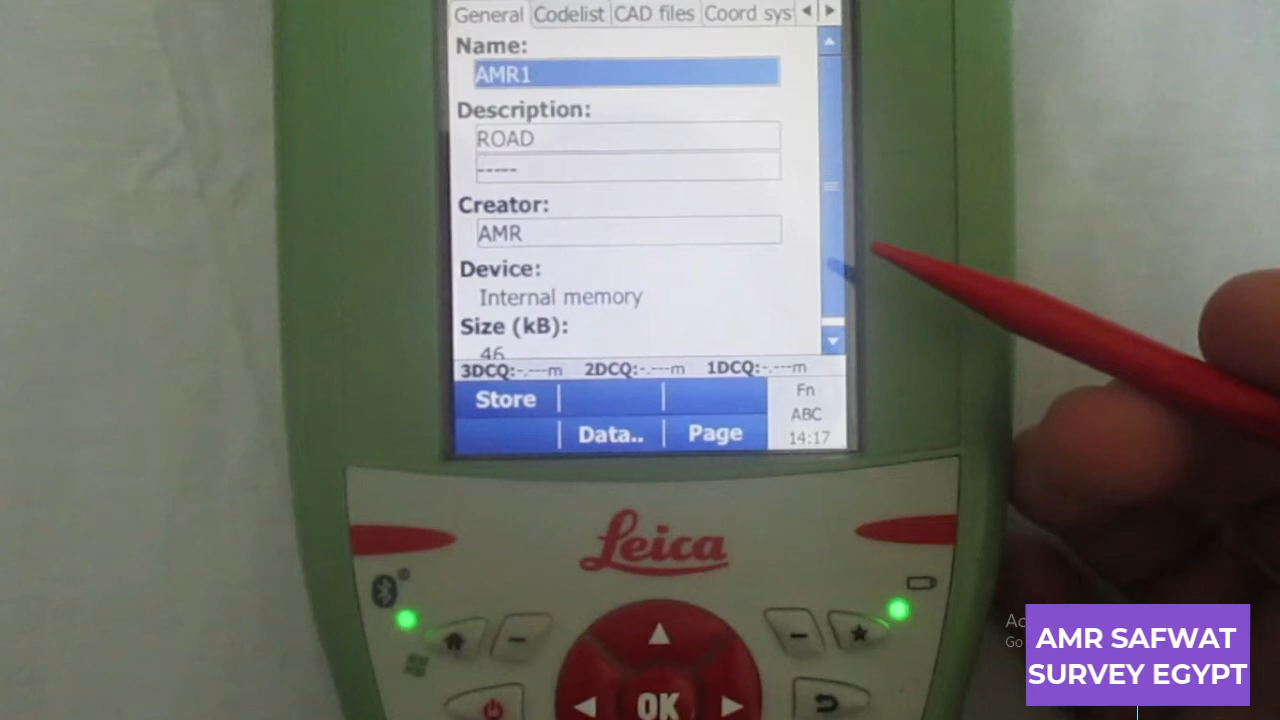 General Codelist CAD files Coord sys
Name:
AMR1
Description:
ROAD
-----
Creator:
AMR
Device:
Internal memory
Size (kB):
46
3DCQ:-.---m 2DCQ:-.---m 1DCQ:-.---m
Store
Fn
ABC
Data.. Page
14:17
Leica
OK
Go
AMR SAFWAT
SURVEY EGYPT